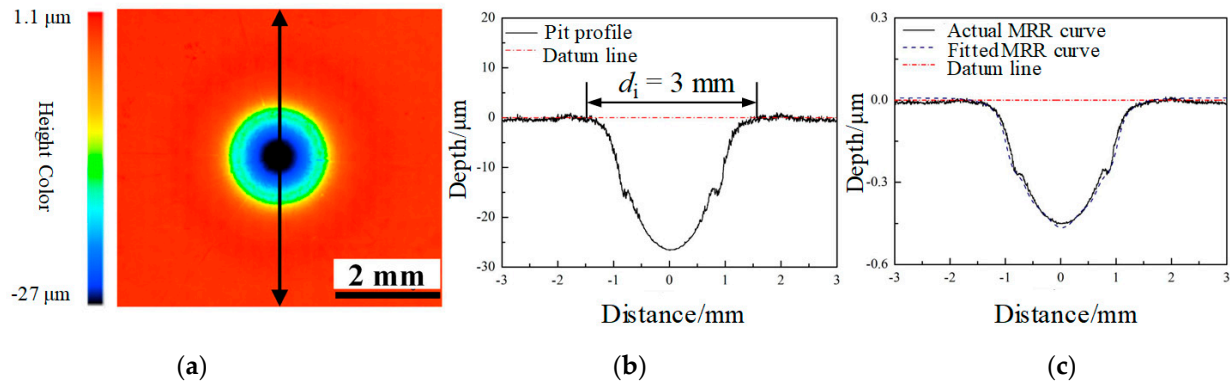 1.1 μm
Height Color
-27 μm
2 mm
(a)
20
10
0
-10
-20
-30
Depth/μm
Pit profile
Datum line
di = 3 mm
-3 -2 -1 0 1 2 3
Distance/mm
(b)
0.3
0.0
-0.3
-0.6
Depth/μm
Actual MRR curve
Fitted MRR curve
Datum line
-3 -2 -1 0 1 2 3
Distance/mm
(c)